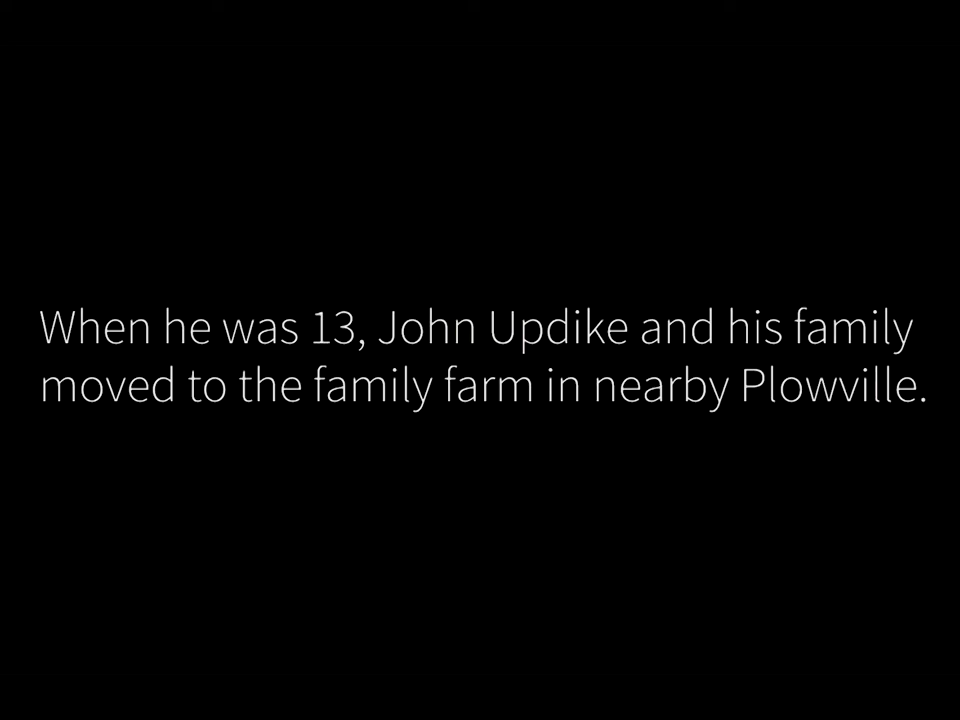 When he was 13, John Updike and his family
moved to the family farm in nearby Plowville.